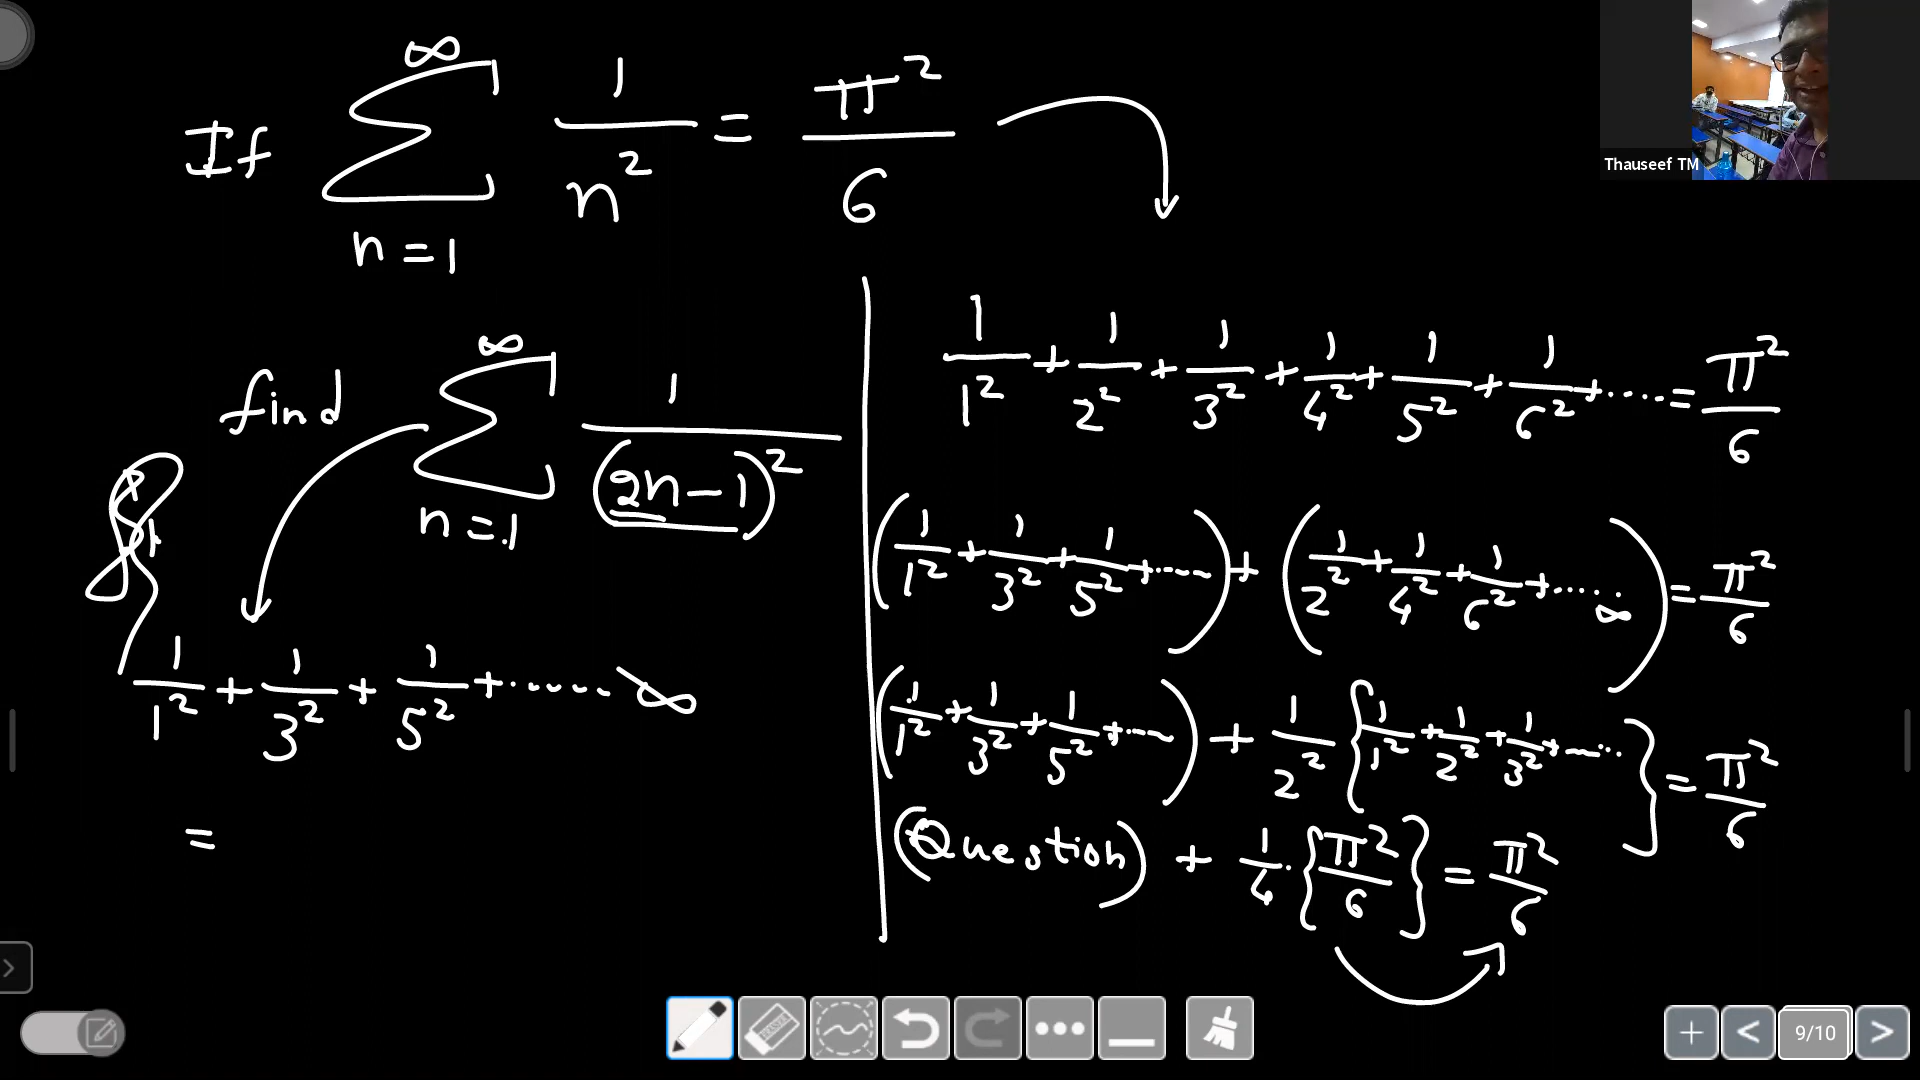 If ∞ ∑ n=1 1/n² = π²/6
find ∞ ∑ n=1 1/(2n-1)²
1/1² + 1/3² + 1/5² + ...... ∞
=
1/1² + 1/2² + 1/3² + 1/4² + 1/5² + 1/6² + ..... = π²/6
(1/1² + 1/3² + 1/5² + .....) + (1/2² + 1/4² + 1/6² + ..... ∞) = π²/6
(1/1² + 1/3² + 1/5² + ....) + 1/2² {1/1² + 1/2² + 1/3² + .....} = π²/6
(Question) + 1/4 · {π²/6} = π²/6
Thauseef TM
ERASER
9/10